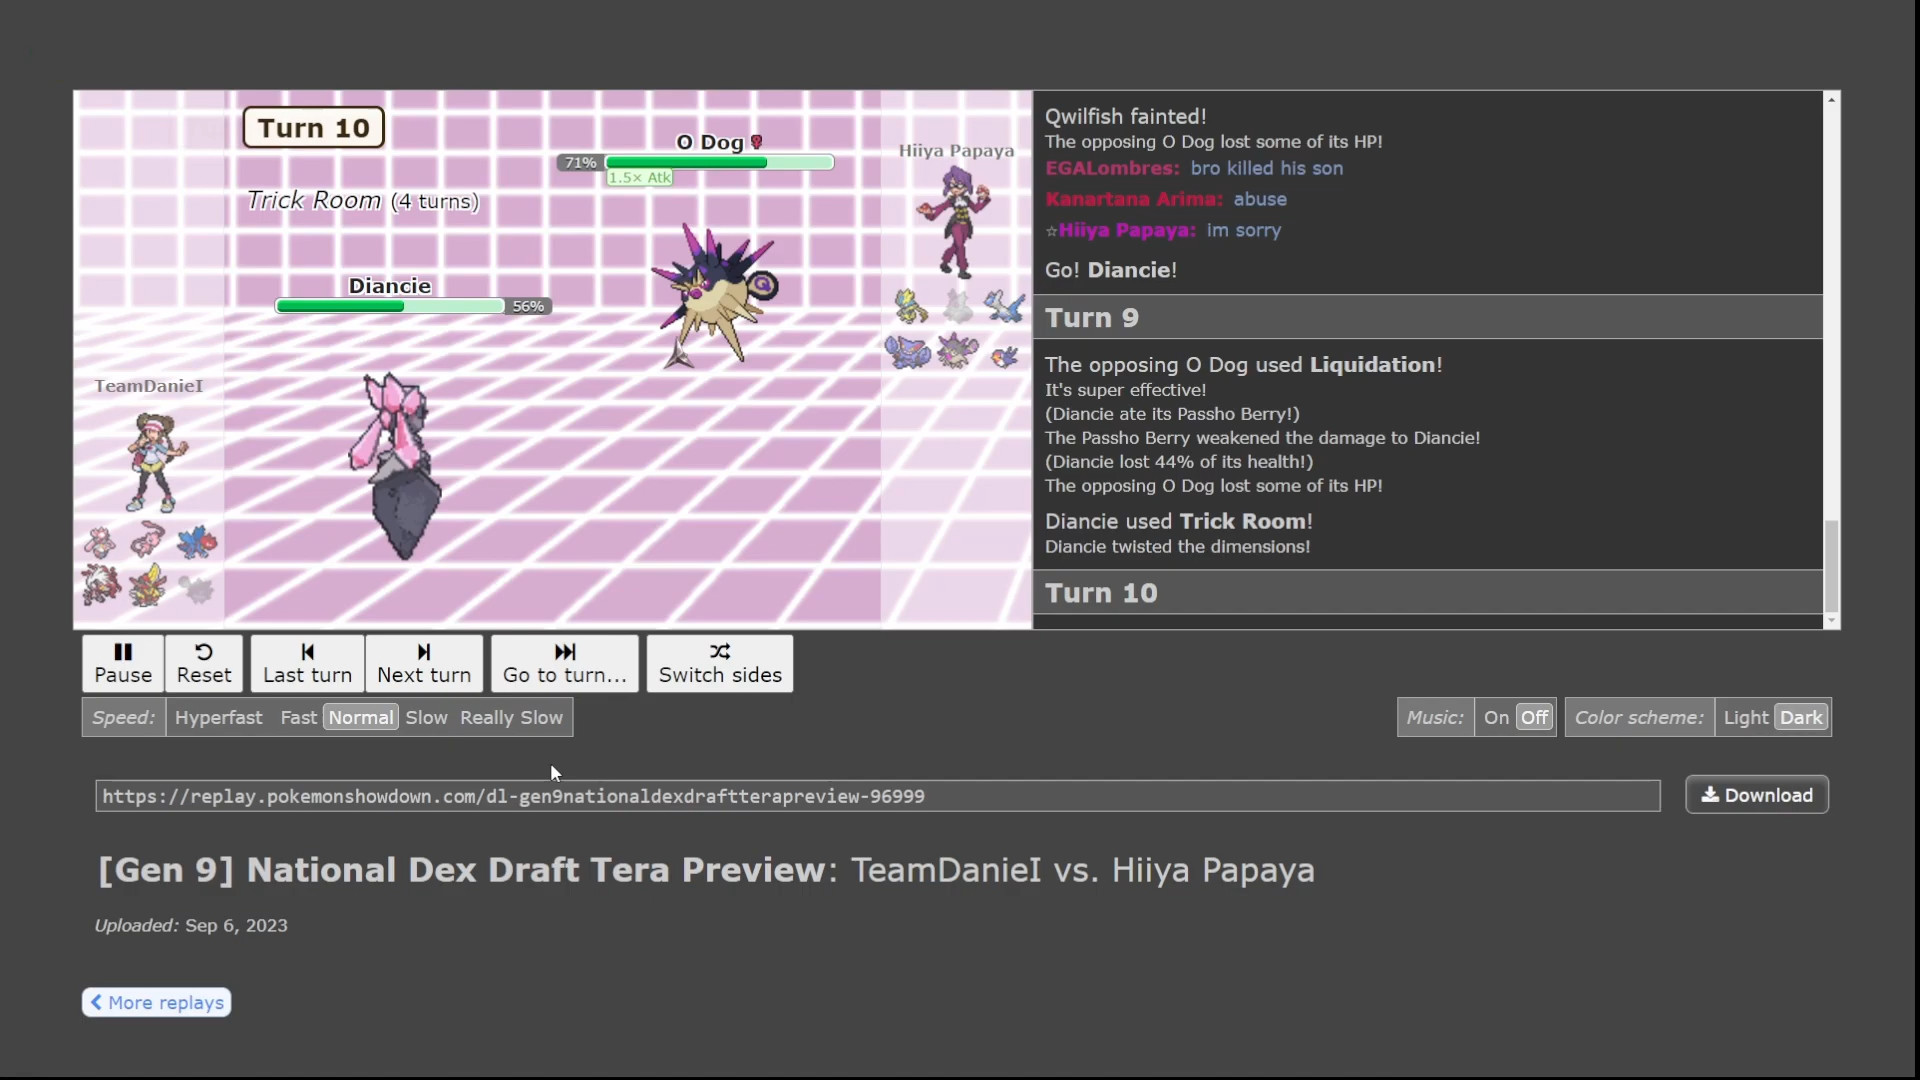 Turn 10
O Dog
71%
1.5× Atk
Hiiya Papaya
Trick Room (4 turns)
Diancie
56%
TeamDanieI
Qwilfish fainted!
The opposing O Dog lost some of its HP!
EGALombres: bro killed his son
Kanartana Arima: abuse
☆Hiiya Papaya: im sorry
Go! Diancie!
Turn 9
The opposing O Dog used Liquidation!
It's super effective!
(Diancie ate its Passho Berry!)
The Passho Berry weakened the damage to Diancie!
(Diancie lost 44% of its health!)
The opposing O Dog lost some of its HP!
Diancie used Trick Room!
Diancie twisted the dimensions!
Turn 10
Pause Reset Last turn Next turn Go to turn... Switch sides
Speed: Hyperfast Fast Normal Slow Really Slow
Music: On Off Color scheme: Light Dark
https://replay.pokemonshowdown.com/dl-gen9nationaldexdraftterapreview-96999
Download
[Gen 9] National Dex Draft Tera Preview: TeamDanieI vs. Hiiya Papaya
Uploaded: Sep 6, 2023
More replays